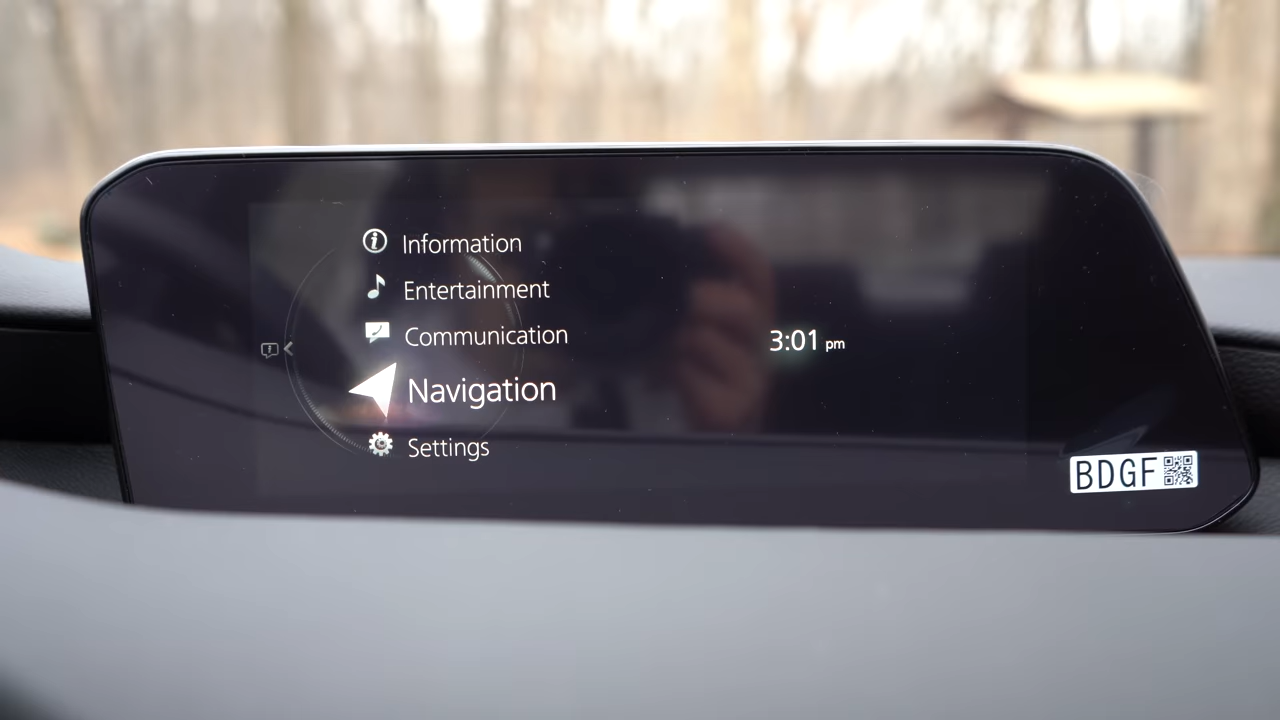 Information
Entertainment
Communication
Navigation
Settings
3:01 pm
BDGF